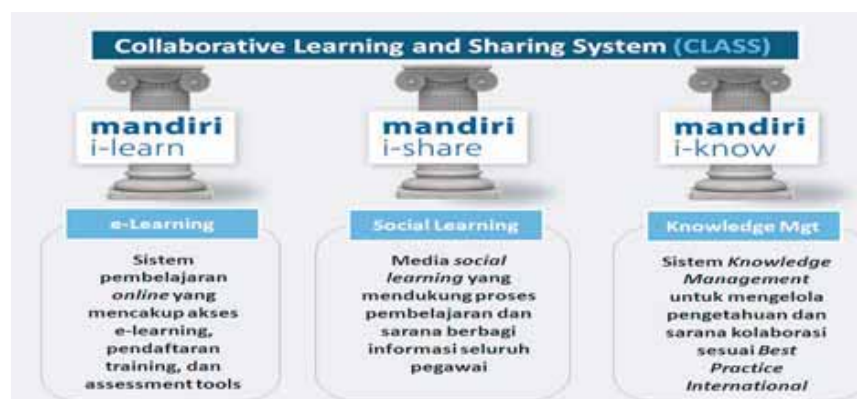 Collaborative Learning and Sharing System (CLASS)
mandiri
i-learn
mandiri
i-share
mandiri
i-know
e-Learning
Sistem
pembelajaran
online yang
mencakup akses
e-learning,
pendaftaran
training, dan
assessment tools
Social Learning
Media social
learning yang
mendukung proses
pembelajaran dan
sarana berbagi
informasi seluruh
pegawai
Knowledge Mgt
Sistem Knowledge
Management
untuk mengelola
pengetahuan dan
sarana kolaborasi
sesuai Best
Practice
International